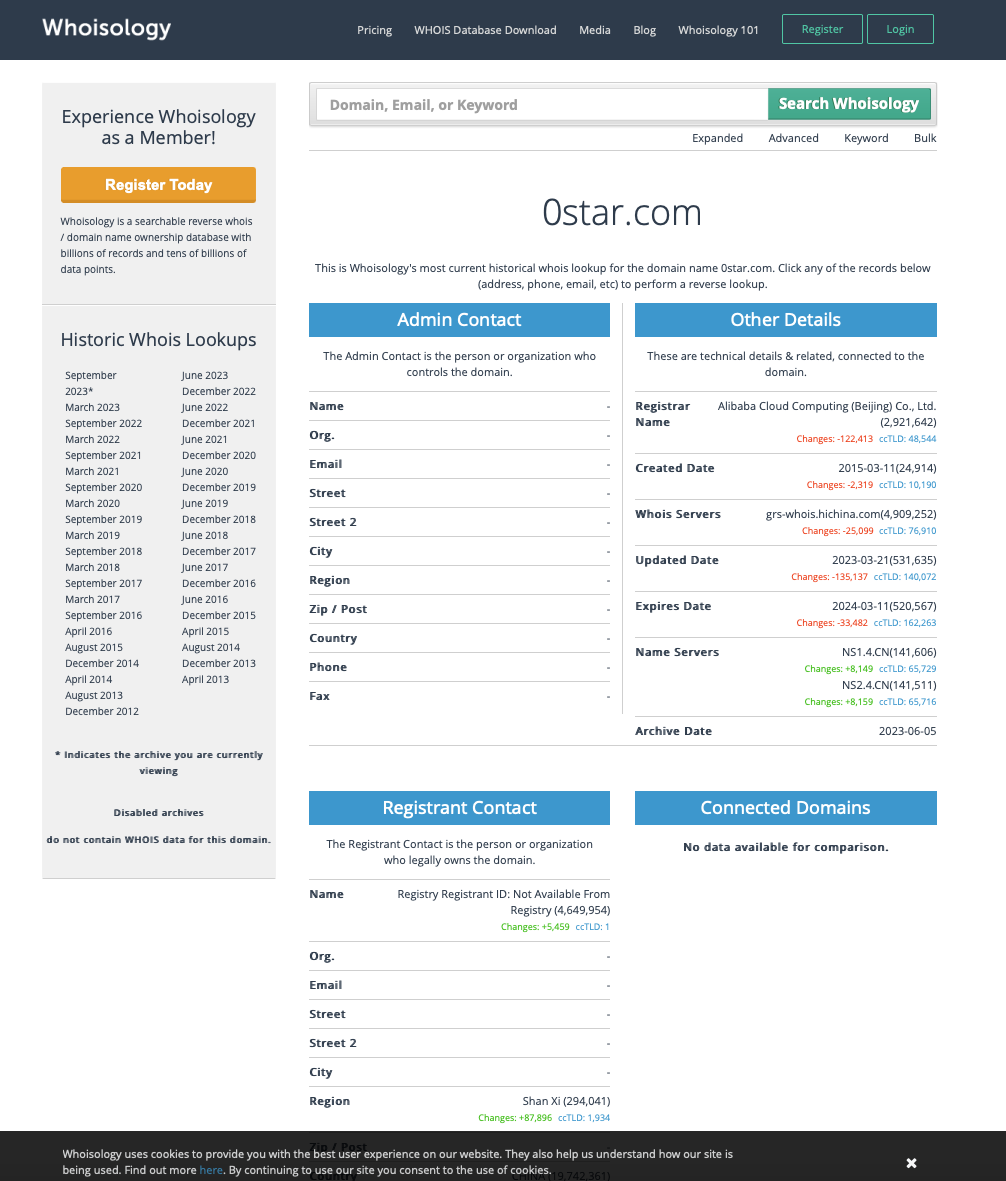 Whoisology
Pricing
WHOIS Database Download
Media
Blog
Whoisology 101
Register
Login
Experience Whoisology
as a Member!
Register Today
Whoisology is a searchable reverse whois
/ domain name ownership database with
billions of records and tens of billions of
data points.
Historic Whois Lookups
September
2023*
March 2023
September 2022
March 2022
September 2021
March 2021
September 2020
March 2020
September 2019
March 2019
September 2018
March 2018
September 2017
March 2017
September 2016
April 2016
August 2015
December 2014
April 2014
August 2013
December 2012
June 2023
December 2022
June 2022
December 2021
June 2021
December 2020
June 2020
December 2019
June 2019
December 2018
June 2018
December 2017
June 2017
December 2016
June 2016
December 2015
April 2015
August 2014
December 2013
April 2013
* Indicates the archive you are currently
viewing
Disabled archives
do not contain WHOIS data for this domain.
Domain, Email, or Keyword
Search Whoisology
Expanded
Advanced
Keyword
Bulk
0star.com
This is Whoisology's most current historical whois lookup for the domain name 0star.com. Click any of the records below
(address, phone, email, etc) to perform a reverse lookup.
Admin Contact
The Admin Contact is the person or organization who
controls the domain.
Name -
Org. -
Email -
Street -
Street 2 -
City -
Region -
Zip / Post -
Country -
Phone -
Fax -
Other Details
These are technical details & related, connected to the
domain.
Registrar Alibaba Cloud Computing (Beijing) Co., Ltd.
Name (2,921,642)
Changes: -122,413 ccTLD: 48,544
Created Date 2015-03-11(24,914)
Changes: -2,319 ccTLD: 10,190
Whois Servers grs-whois.hichina.com(4,909,252)
Changes: -25,099 ccTLD: 76,910
Updated Date 2023-03-21(531,635)
Changes: -135,137 ccTLD: 140,072
Expires Date 2024-03-11(520,567)
Changes: -33,482 ccTLD: 162,263
Name Servers NS1.4.CN(141,606)
Changes: +8,149 ccTLD: 65,729
NS2.4.CN(141,511)
Changes: +8,159 ccTLD: 65,716
Archive Date 2023-06-05
Registrant Contact
The Registrant Contact is the person or organization
who legally owns the domain.
Name Registry Registrant ID: Not Available From
Registry (4,649,954)
Changes: +5,459 ccTLD: 1
Org. -
Email -
Street -
Street 2 -
City -
Region Shan Xi (294,041)
Changes: +87,896 ccTLD: 1,934
Zip / Post -
Country CHINA (19,742,361)
Connected Domains
No data available for comparison.
Whoisology uses cookies to provide you with the best user experience on our website. They also help us understand how our site is
being used. Find out more here. By continuing to use our site you consent to the use of cookies.